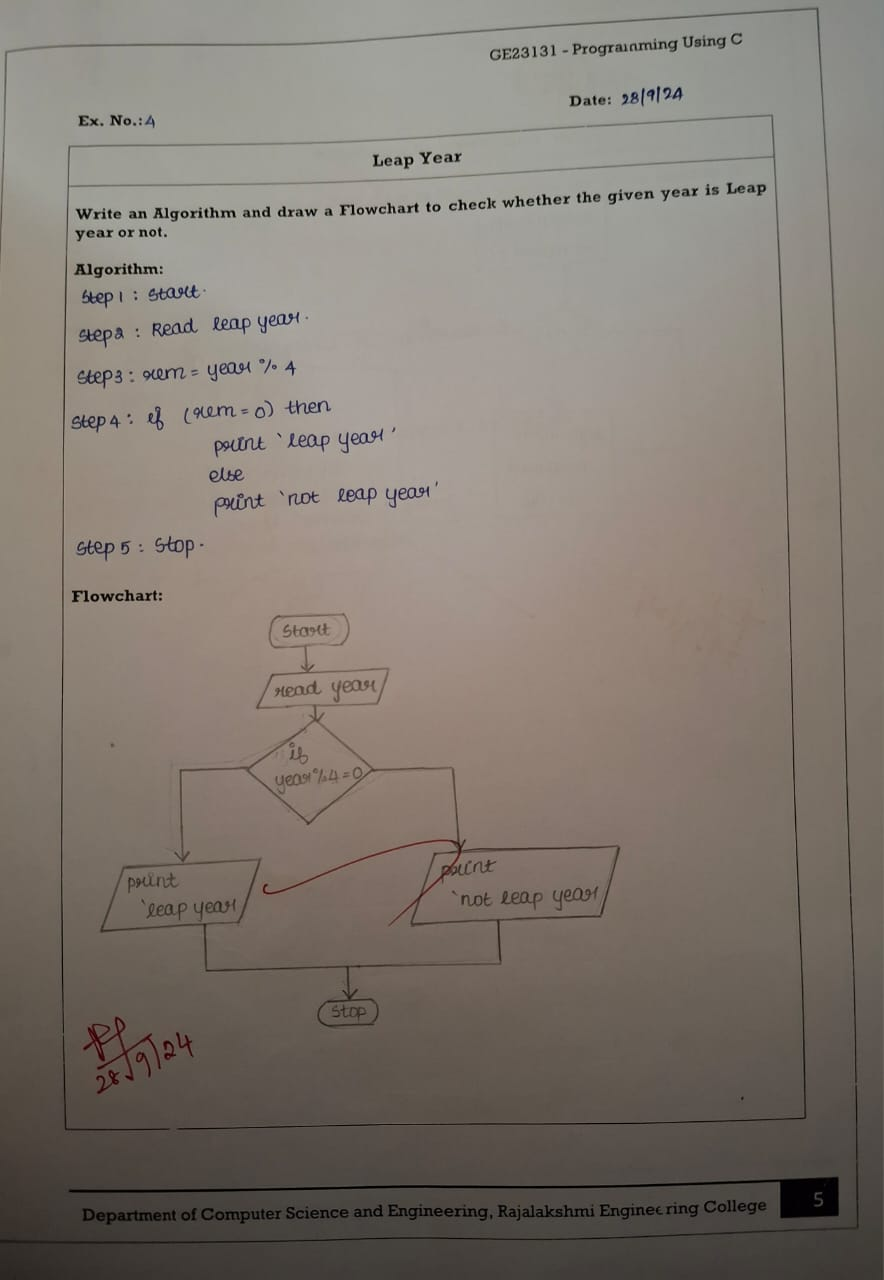 GE23131 - Programming Using C
Ex. No.:4
Date: 28/9/24
Leap Year
Write an Algorithm and draw a Flowchart to check whether the given year is Leap
year or not.
Algorithm:
Step 1 : Start.
Step 2 : Read leap year.
Step 3 : rem = year % 4
Step 4 : if (rem = 0) then
print 'leap year'
else
print 'not leap year'
Step 5 : Stop.
Flowchart:
Start
read year
if
year%4=0
print
'leap year
print
'not leap year
Stop
28/9/24
Department of Computer Science and Engineering, Rajalakshmi Engineering College
5